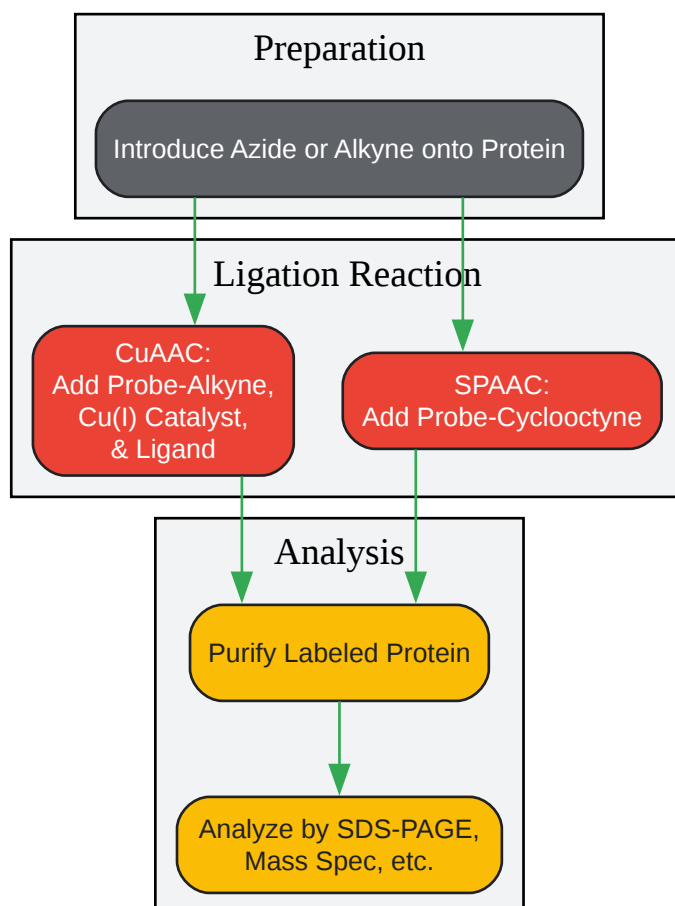 Preparation
Introduce Azide or Alkyne onto Protein
Ligation Reaction
CuAAC:
Add Probe-Alkyne,
Cu(I) Catalyst,
& Ligand
SPAAC:
Add Probe-Cyclooctyne
Analysis
Purify Labeled Protein
Analyze by SDS-PAGE,
Mass Spec, etc.